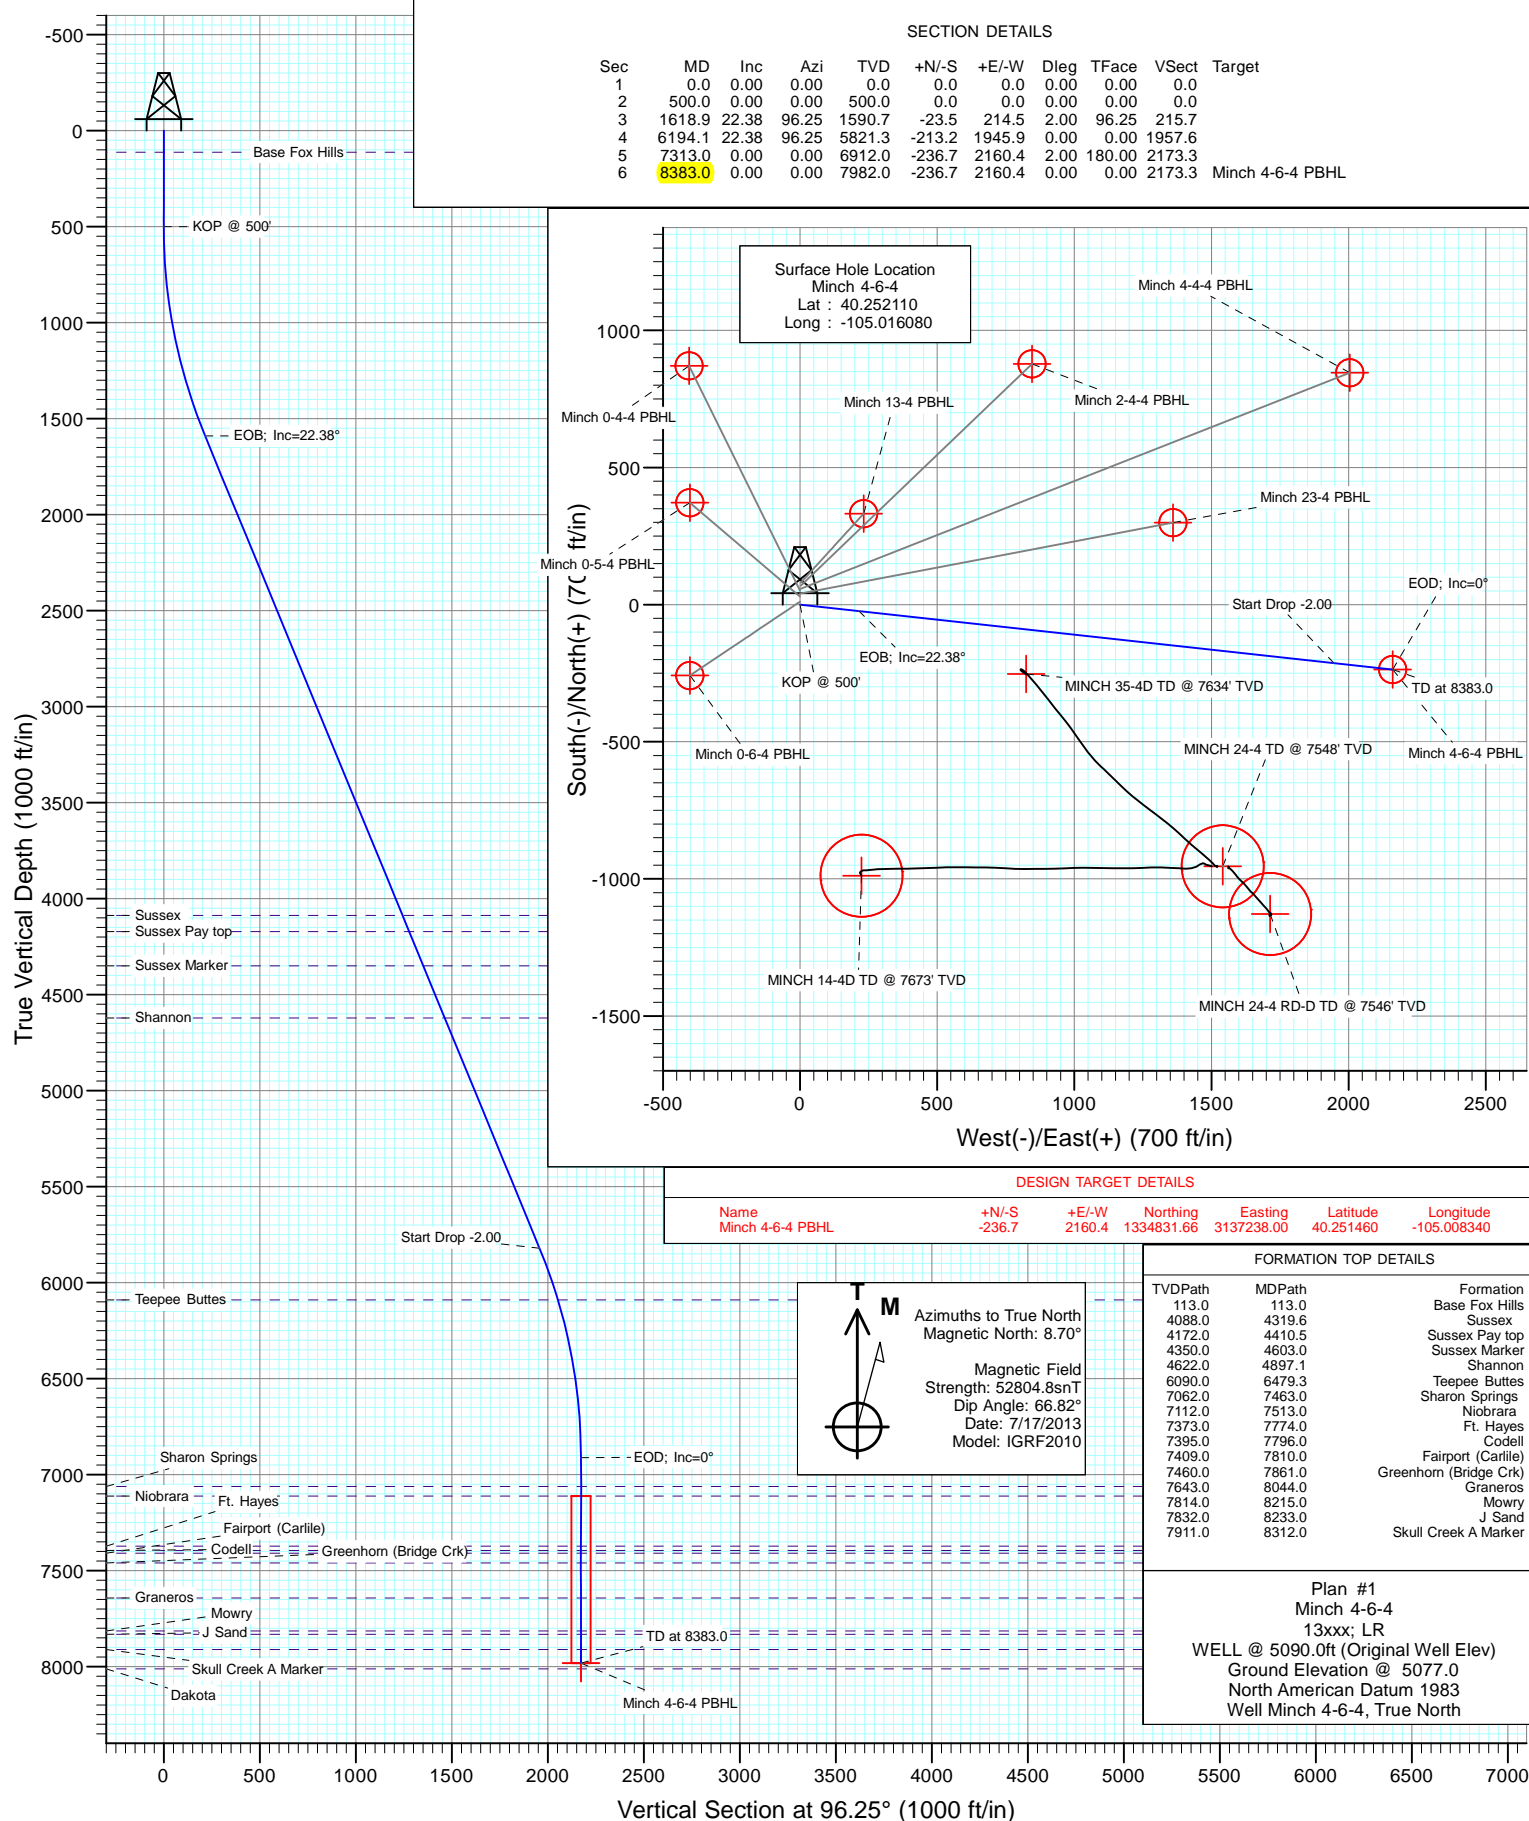 SECTION DETAILS
Sec MD Inc Azi TVD +N/-S +E/-W Dleg TFace VSect Target
1 0.0 0.00 0.00 0.0 0.0 0.0 0.00 0.00 0.0
2 500.0 0.00 0.00 500.0 0.0 0.0 0.00 0.00 0.0
3 1618.9 22.38 96.25 1590.7 -23.5 214.5 2.00 96.25 215.7
4 6194.1 22.38 96.25 5821.3 -213.2 1945.9 0.00 0.00 1957.6
5 7313.0 0.00 0.00 6912.0 -236.7 2160.4 2.00 180.00 2173.3
6 8383.0 0.00 0.00 7982.0 -236.7 2160.4 0.00 0.00 2173.3 Minch 4-6-4 PBHL
True Vertical Depth (1000 ft/in)
-500
0
500
1000
1500
2000
2500
3000
3500
4000
4500
5000
5500
6000
6500
7000
7500
8000
Base Fox Hills
KOP @ 500'
EOB; Inc=22.38°
Sussex
Sussex Pay top
Sussex Marker
Shannon
Start Drop -2.00
Teepee Buttes
EOD; Inc=0°
Sharon Springs
Niobrara
Ft. Hayes
Fairport (Carlile)
Codell
Greenhorn (Bridge Crk)
Graneros
Mowry
J Sand
TD at 8383.0
Skull Creek A Marker
Dakota
Minch 4-6-4 PBHL
0 500 1000 1500 2000 2500 3000 3500 4000 4500 5000 5500 6000 6500 7000
Vertical Section at 96.25° (1000 ft/in)
Surface Hole Location
Minch 4-6-4
Lat : 40.252110
Long : -105.016080
South(-)/North(+) (70 ft/in)
1000
500
0
-500
-1000
-1500
Minch 4-4-4 PBHL
Minch 2-4-4 PBHL
Minch 13-4 PBHL
Minch 0-4-4 PBHL
Minch 23-4 PBHL
Minch 0-5-4 PBHL
EOD; Inc=0°
Start Drop -2.00
EOB; Inc=22.38°
KOP @ 500'
MINCH 35-4D TD @ 7634' TVD
TD at 8383.0
Minch 0-6-4 PBHL
MINCH 24-4 TD @ 7548' TVD
Minch 4-6-4 PBHL
MINCH 14-4D TD @ 7673' TVD
MINCH 24-4 RD-D TD @ 7546' TVD
-500 0 500 1000 1500 2000 2500
West(-)/East(+) (700 ft/in)
DESIGN TARGET DETAILS
Name +N/-S +E/-W Northing Easting Latitude Longitude
Minch 4-6-4 PBHL -236.7 2160.4 1334831.66 3137238.00 40.251460 -105.008340
T
M
Azimuths to True North
Magnetic North: 8.70°
Magnetic Field
Strength: 52804.8snT
Dip Angle: 66.82°
Date: 7/17/2013
Model: IGRF2010
FORMATION TOP DETAILS
TVDPath MDPath Formation
113.0 113.0 Base Fox Hills
4088.0 4319.6 Sussex
4172.0 4410.5 Sussex Pay top
4350.0 4603.0 Sussex Marker
4622.0 4897.1 Shannon
6090.0 6479.3 Teepee Buttes
7062.0 7463.0 Sharon Springs
7112.0 7513.0 Niobrara
7373.0 7774.0 Ft. Hayes
7395.0 7796.0 Codell
7409.0 7810.0 Fairport (Carlile)
7460.0 7861.0 Greenhorn (Bridge Crk)
7643.0 8044.0 Graneros
7814.0 8215.0 Mowry
7832.0 8233.0 J Sand
7911.0 8312.0 Skull Creek A Marker
Plan #1
Minch 4-6-4
13xxx; LR
WELL @ 5090.0ft (Original Well Elev)
Ground Elevation @ 5077.0
North American Datum 1983
Well Minch 4-6-4, True North